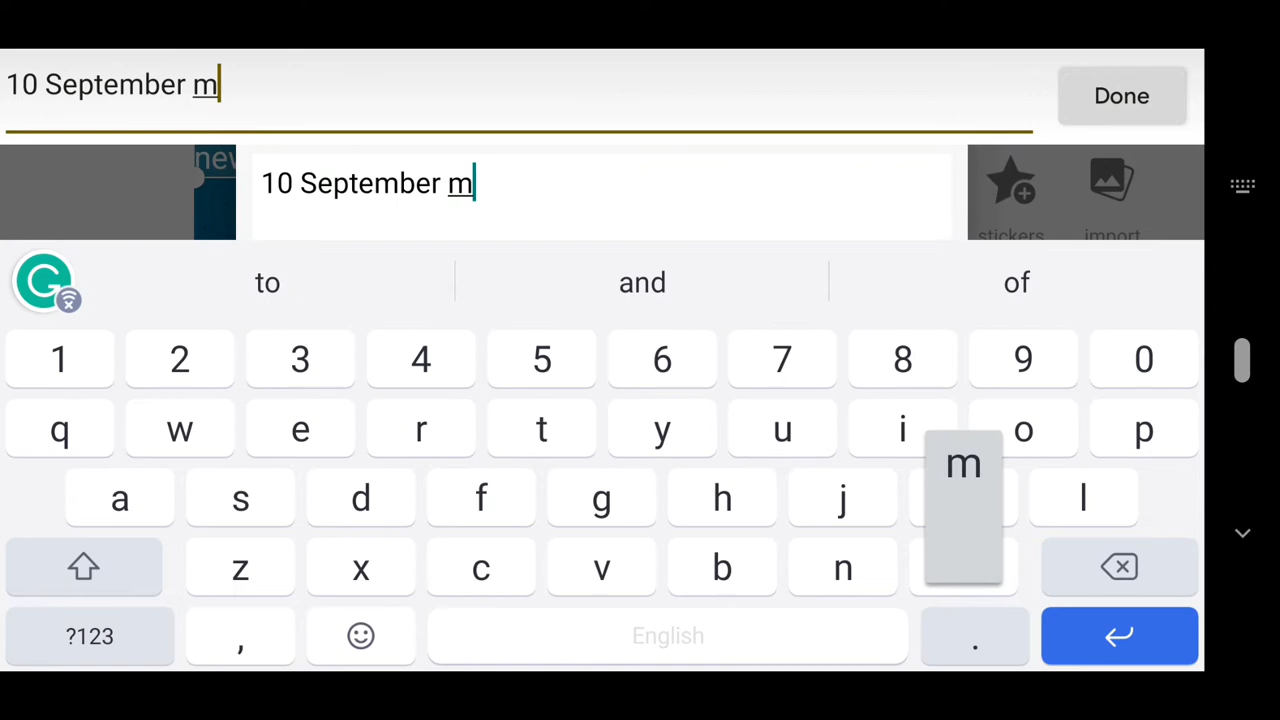 10 September m
Done
new
10 September m
stickers
import
to and of
1 2 3 4 5 6 7 8 9 0
q w e r t y u i o p
m
a s d f g h j l
z x c v b n
?123 , English .